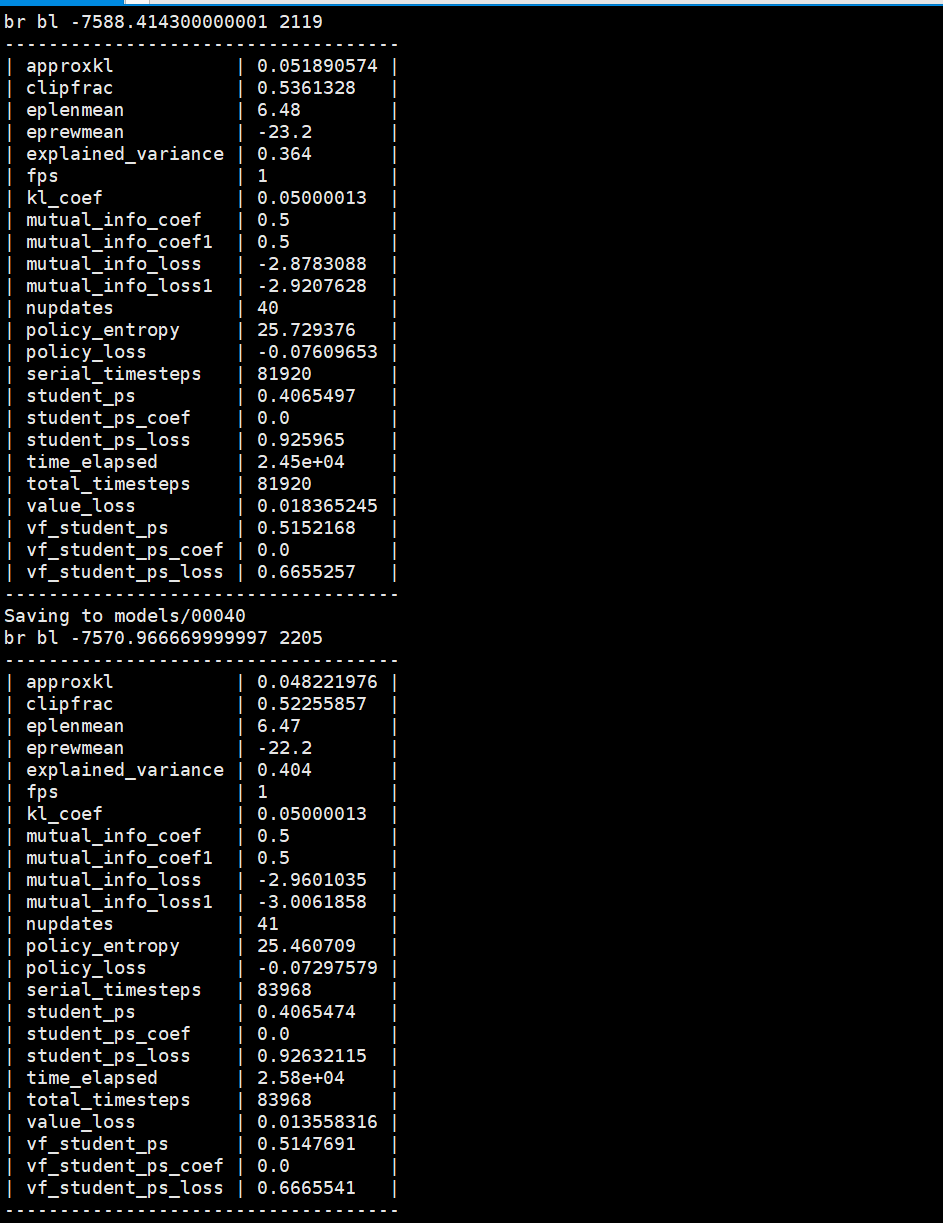 br bl -7588.414300000001 2119
------------------------------------
| approxkl           | 0.051890574 |
| clipfrac           | 0.5361328   |
| eplenmean          | 6.48        |
| eprewmean          | -23.2       |
| explained_variance | 0.364       |
| fps                | 1           |
| kl_coef            | 0.05000013  |
| mutual_info_coef   | 0.5         |
| mutual_info_coef1  | 0.5         |
| mutual_info_loss   | -2.8783088  |
| mutual_info_loss1  | -2.9207628  |
| nupdates           | 40          |
| policy_entropy     | 25.729376   |
| policy_loss        | -0.07609653 |
| serial_timesteps   | 81920       |
| student_ps         | 0.4065497   |
| student_ps_coef    | 0.0         |
| student_ps_loss    | 0.925965    |
| time_elapsed       | 2.45e+04    |
| total_timesteps    | 81920       |
| value_loss         | 0.018365245 |
| vf_student_ps      | 0.5152168   |
| vf_student_ps_coef | 0.0         |
| vf_student_ps_loss | 0.6655257   |
------------------------------------
Saving to models/00040
br bl -7570.966669999997 2205
------------------------------------
| approxkl           | 0.048221976 |
| clipfrac           | 0.52255857  |
| eplenmean          | 6.47        |
| eprewmean          | -22.2       |
| explained_variance | 0.404       |
| fps                | 1           |
| kl_coef            | 0.05000013  |
| mutual_info_coef   | 0.5         |
| mutual_info_coef1  | 0.5         |
| mutual_info_loss   | -2.9601035  |
| mutual_info_loss1  | -3.0061858  |
| nupdates           | 41          |
| policy_entropy     | 25.460709   |
| policy_loss        | -0.07297579 |
| serial_timesteps   | 83968       |
| student_ps         | 0.4065474   |
| student_ps_coef    | 0.0         |
| student_ps_loss    | 0.92632115  |
| time_elapsed       | 2.58e+04    |
| total_timesteps    | 83968       |
| value_loss         | 0.013558316 |
| vf_student_ps      | 0.5147691   |
| vf_student_ps_coef | 0.0         |
| vf_student_ps_loss | 0.6665541   |
------------------------------------